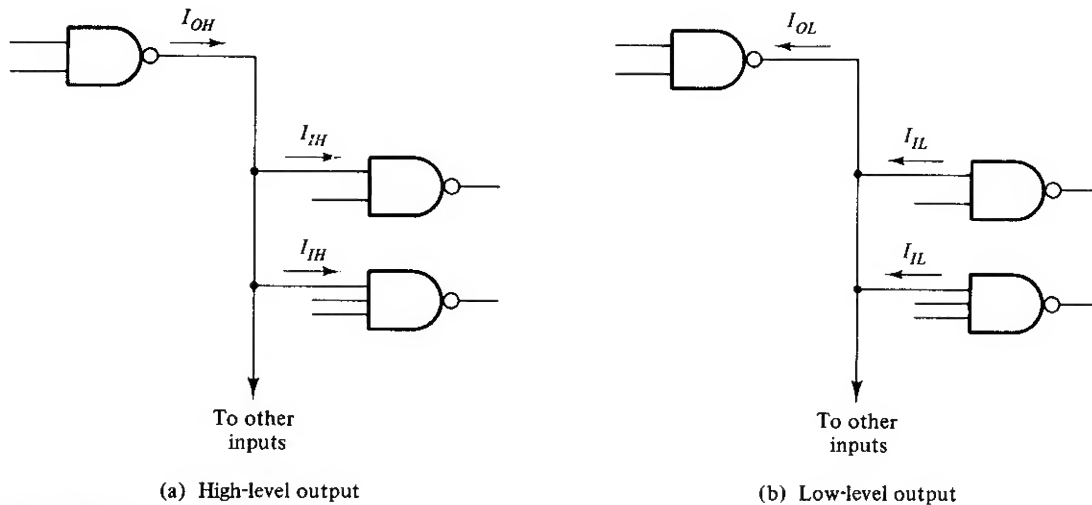 I_OH
I_IH
I_IH
To other
inputs
(a) High-level output
I_OL
I_IL
I_IL
To other
inputs
(b) Low-level output